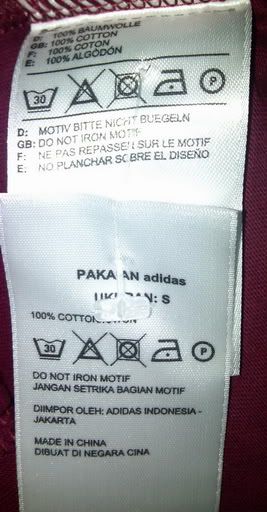 D: 100% BAUMWOLLE
GB: 100% COTTON
F: 100% COTON
E: 100% ALGODÓN
30 P
D: MOTIV BITTE NICHT BUEGELN
GB: DO NOT IRON MOTIF
F: NE PAS REPASSER SUR LE MOTIF
E: NO PLANCHAR SOBRE EL DISEÑO
PAKAIAN adidas
UKURAN: S
100% COTTON
30 P
DO NOT IRON MOTIF
JANGAN SETRIKA BAGIAN MOTIF
DIIMPOR OLEH: ADIDAS INDONESIA -
JAKARTA
MADE IN CHINA
DIBUAT DI NEGARA CINA